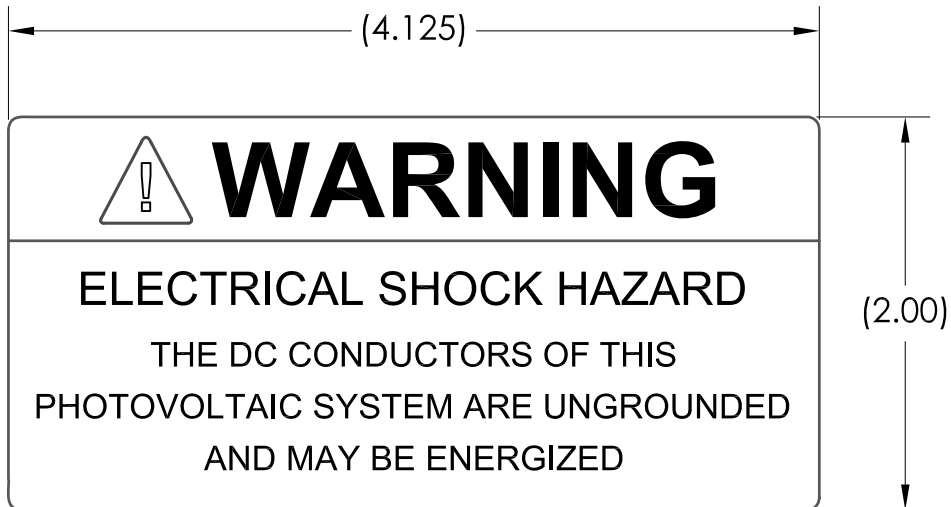 (4.125)
WARNING
ELECTRICAL SHOCK HAZARD
(2.00)
THE DC CONDUCTORS OF THIS
PHOTOVOLTAIC SYSTEM ARE UNGROUNDED
AND MAY BE ENERGIZED